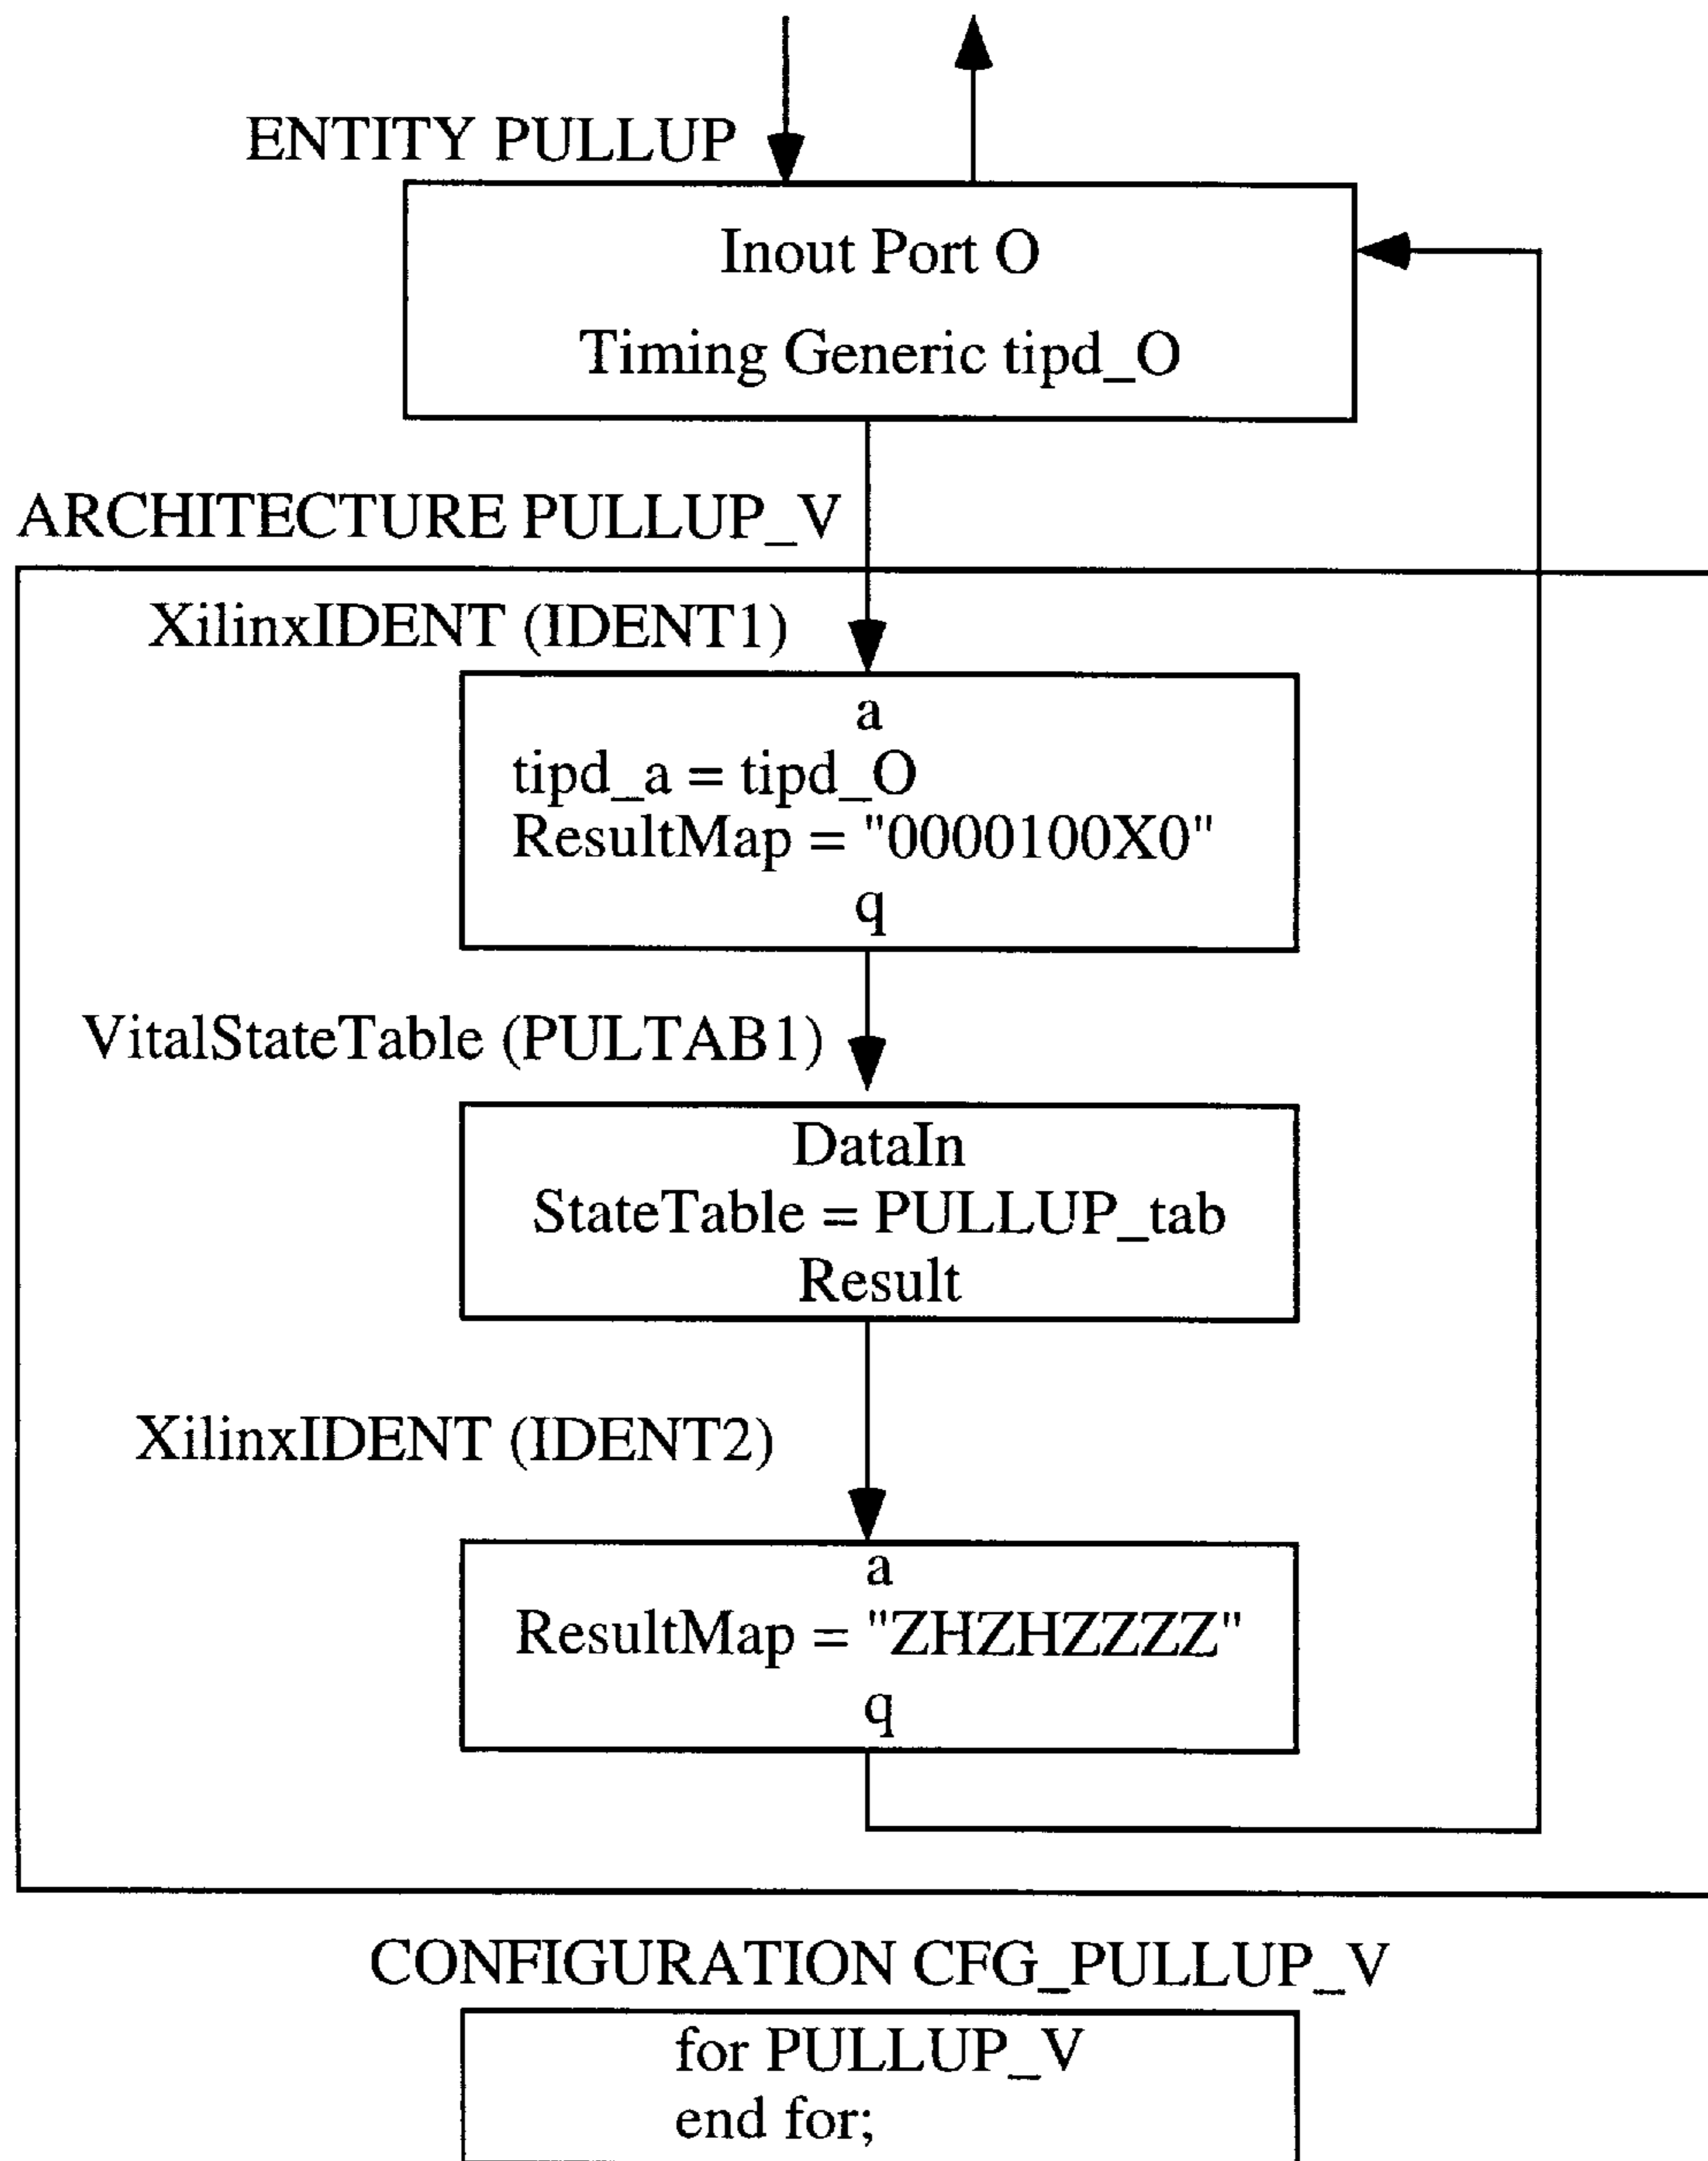 ENTITY PULLUP
Inout Port O
Timing Generic tipd_O
ARCHITECTURE PULLUP_V
XilinxIDENT (IDENT1)
a
tipd_a = tipd_O
ResultMap = "0000100X0"
q
VitalStateTable (PULTAB1)
DataIn
StateTable = PULLUP_tab
Result
XilinxIDENT (IDENT2)
a
ResultMap = "ZHZHZZZZ"
q
CONFIGURATION CFG_PULLUP_V
for PULLUP_V
end for;